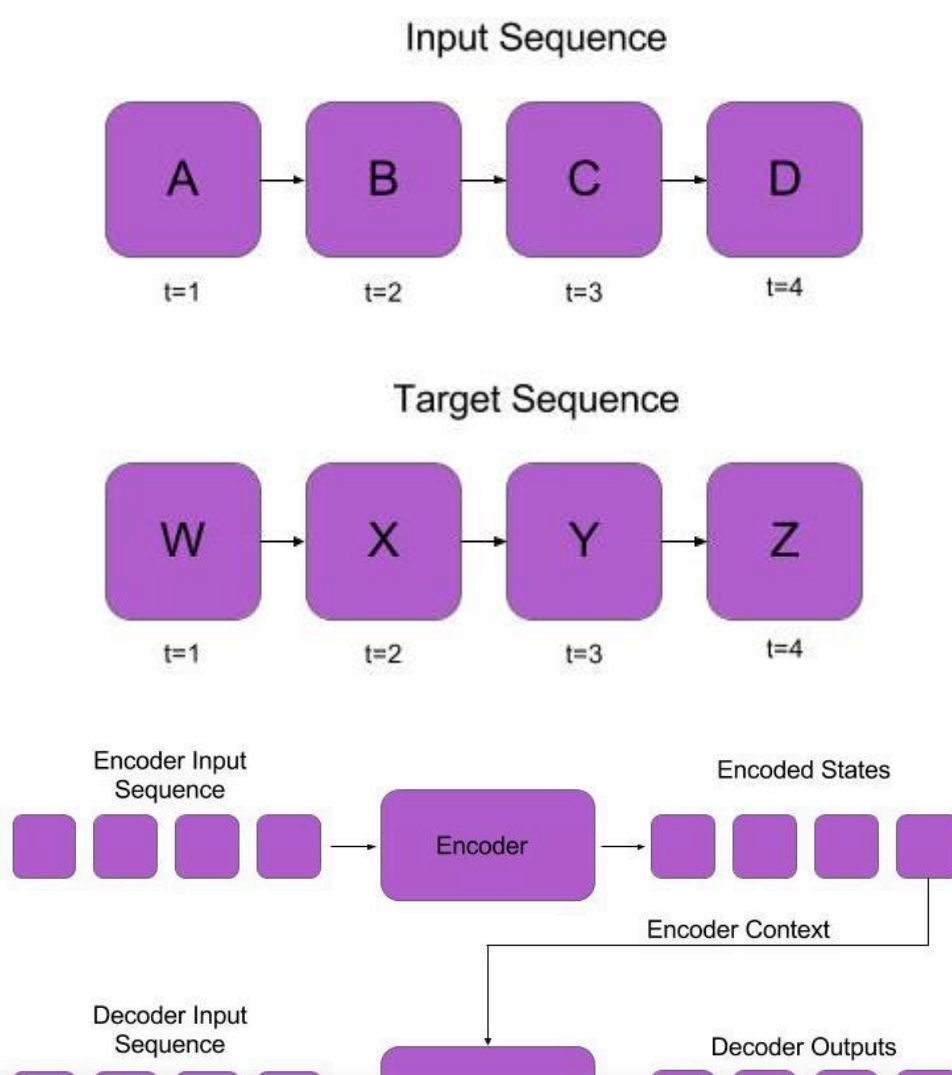 Input Sequence
A B C D
t=1 t=2 t=3 t=4
Target Sequence
W X Y Z
t=1 t=2 t=3 t=4
Encoder Input
Sequence
Encoder
Encoded States
Encoder Context
Decoder Input
Sequence
Decoder Outputs